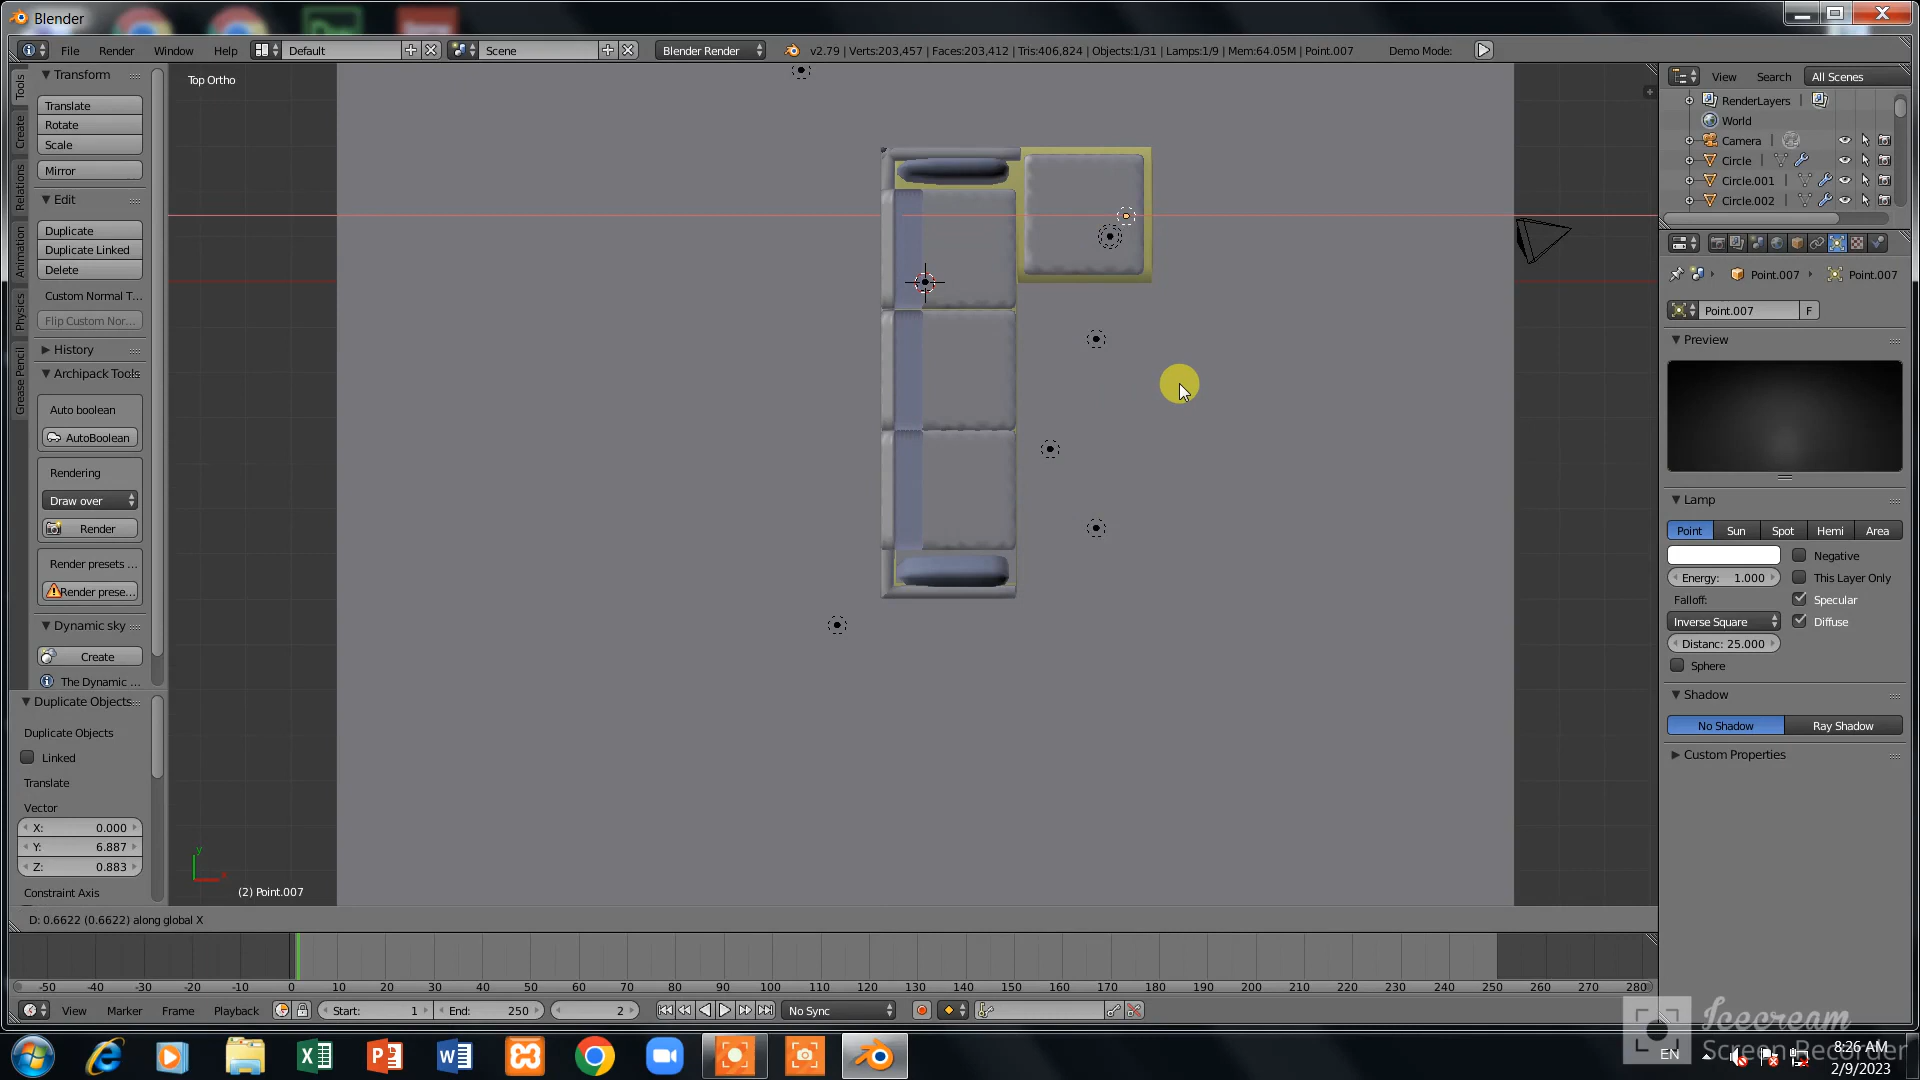 Blender
File
Render
Window
Help
Default
Scene
Blender Render
v2.79 | Verts:203,457 | Faces:203,412 | Tris:406,824 | Objects:1/31 | Lamps:1/9 | Mem:64.05M | Point.007
Demo Mode:
Tools
Create
Relations
Animation
Physics
Grease Pencil
Transform
Translate
Rotate
Scale
Mirror
Edit
Duplicate
Duplicate Linked
Delete
Custom Normal T...
Flip Custom Nor...
History
Archipack Tools
Auto boolean
AutoBoolean
Rendering
Draw over
Render
Render presets ...
Render prese...
Dynamic sky
Create
The Dynamic ...
Duplicate Objects
Duplicate Objects
Linked
Translate
Vector
X: 0.000
Y: 6.887
Z: 0.883
Constraint Axis
Top Ortho
y
x
(2) Point.007
D: 0.6622 (0.6622) along global X
View
Search
All Scenes
RenderLayers
World
Camera
Circle
Circle.001
Circle.002
Point.007
Point.007
Point.007
F
Preview
Lamp
Point
Sun
Spot
Hemi
Area
Negative
Energy: 1.000
This Layer Only
Falloff:
Specular
Inverse Square
Diffuse
Distanc: 25.000
Sphere
Shadow
No Shadow
Ray Shadow
Custom Properties
-50 -40 -30 -20 -10 0 10 20 30 40 50 60 70 80 90 100 110 120 130 140 150 160 170 180 190 200 210 220 230 240 250 260 270 280
View
Marker
Frame
Playback
Start: 1
End: 250
2
No Sync
Icecream
Screen Recorder
EN
8:26 AM
2/9/2023